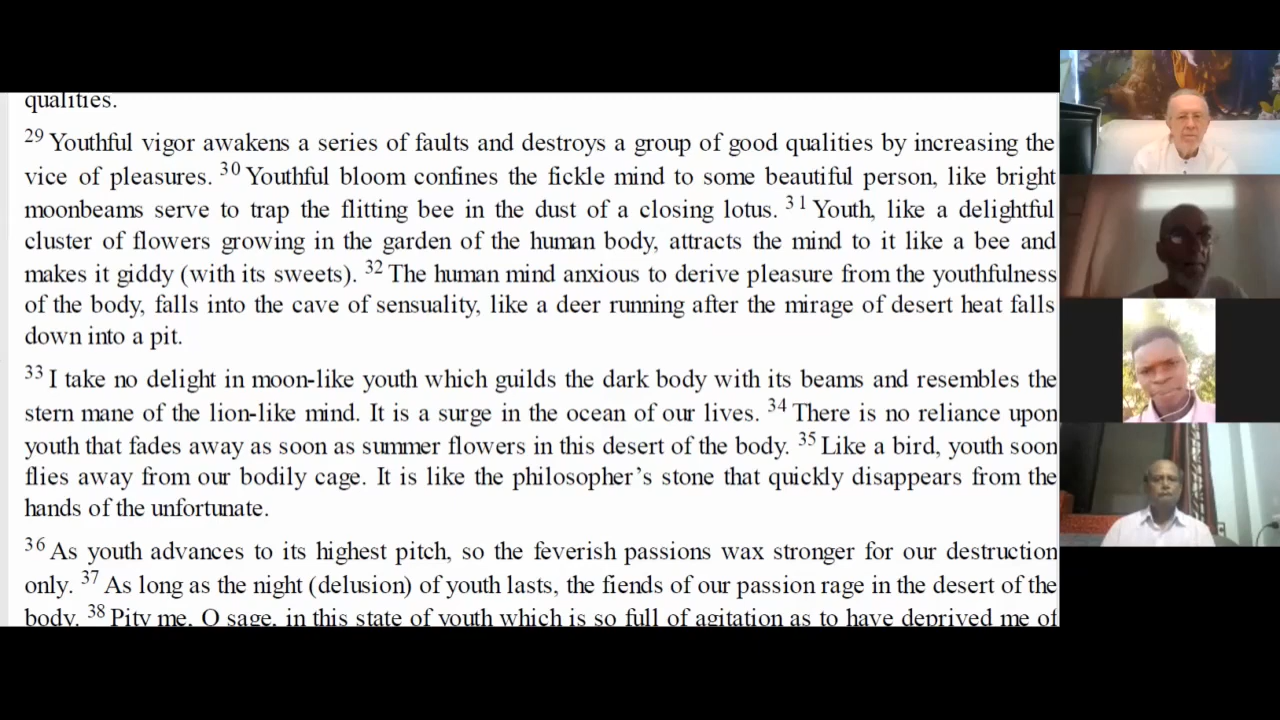 qualities.
29 Youthful vigor awakens a series of faults and destroys a group of good qualities by increasing the
vice of pleasures. 30 Youthful bloom confines the fickle mind to some beautiful person, like bright
moonbeams serve to trap the flitting bee in the dust of a closing lotus. 31 Youth, like a delightful
cluster of flowers growing in the garden of the human body, attracts the mind to it like a bee and
makes it giddy (with its sweets). 32 The human mind anxious to derive pleasure from the youthfulness
of the body, falls into the cave of sensuality, like a deer running after the mirage of desert heat falls
down into a pit.
33 I take no delight in moon-like youth which guilds the dark body with its beams and resembles the
stern mane of the lion-like mind. It is a surge in the ocean of our lives. 34 There is no reliance upon
youth that fades away as soon as summer flowers in this desert of the body. 35 Like a bird, youth soon
flies away from our bodily cage. It is like the philosopher’s stone that quickly disappears from the
hands of the unfortunate.
36 As youth advances to its highest pitch, so the feverish passions wax stronger for our destruction
only. 37 As long as the night (delusion) of youth lasts, the fiends of our passion rage in the desert of the
body. 38 Pity me, O sage, in this state of youth which is so full of agitation as to have deprived me of